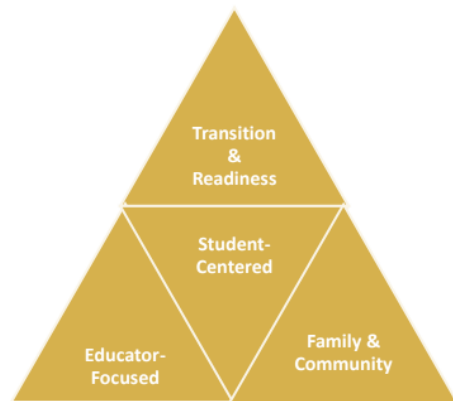 Transition
&
Readiness
Student-
Centered
Educator-
Focused
Family &
Community